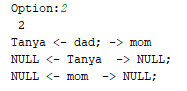 Option:2
2
Tanya <- dad; -> mom
NULL <- Tanya  -> NULL;
NULL <- mom  -> NULL;